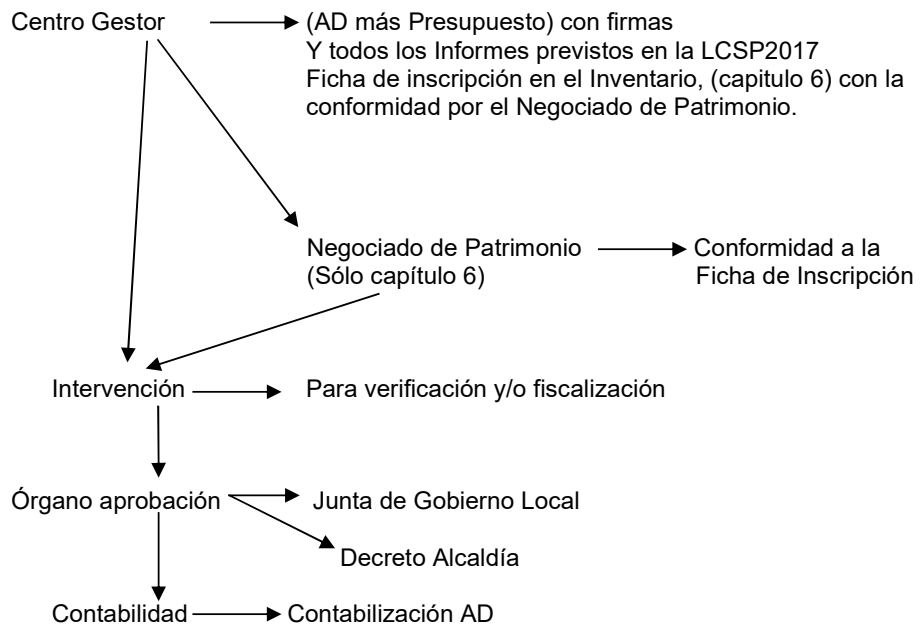 Centro Gestor
(AD más Presupuesto) con firmas
Y todos los Informes previstos en la LCSP2017
Ficha de inscripción en el Inventario, (capitulo 6) con la
conformidad por el Negociado de Patrimonio.
Negociado de Patrimonio
(Sólo capítulo 6)
Conformidad a la
Ficha de Inscripción
Intervención
Para verificación y/o fiscalización
Órgano aprobación
Junta de Gobierno Local
Decreto Alcaldía
Contabilidad
Contabilización AD